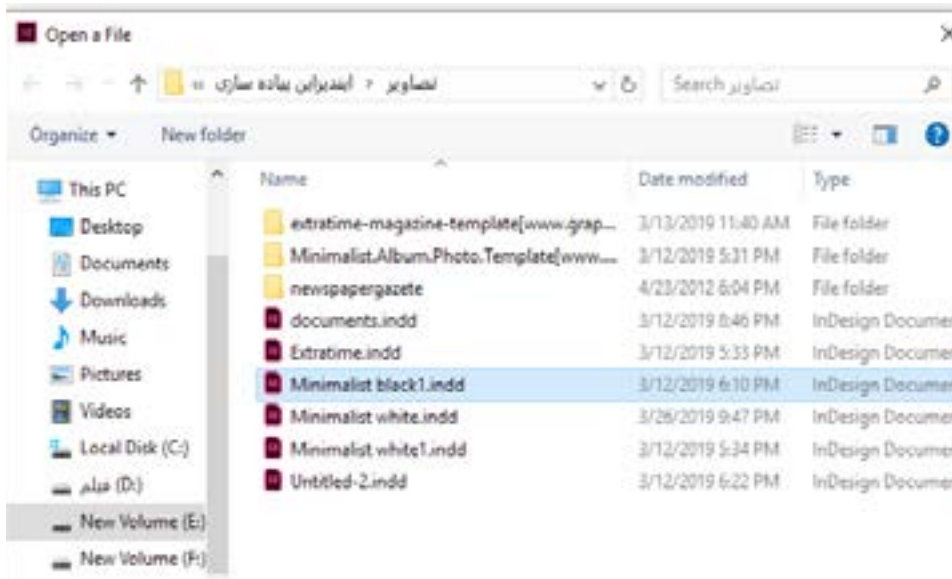 Open a File
« ایندیزاین پیاده سازی › تصاویر
Search تصاویر
Organize
New folder
Name Date modified Type
This PC
Desktop
Documents
Downloads
Music
Pictures
Videos
Local Disk (C:)
فیلم (D:)
New Volume (E:)
New Volume (F:)
extratime-magazine-template[www.grap... 3/13/2019 11:40 AM File folder
Minimalist.Album.Photo.Template[www.... 3/12/2019 5:31 PM File folder
newspapergazete 4/23/2012 6:04 PM File folder
documents.indd 3/12/2019 8:46 PM InDesign Documer
Extratime.indd 3/12/2019 5:33 PM InDesign Documer
Minimalist black1.indd 3/12/2019 6:10 PM InDesign Documer
Minimalist white.indd 3/26/2019 9:47 PM InDesign Documer
Minimalist white1.indd 3/12/2019 5:34 PM InDesign Documer
Untitled-2.indd 3/12/2019 6:22 PM InDesign Documer